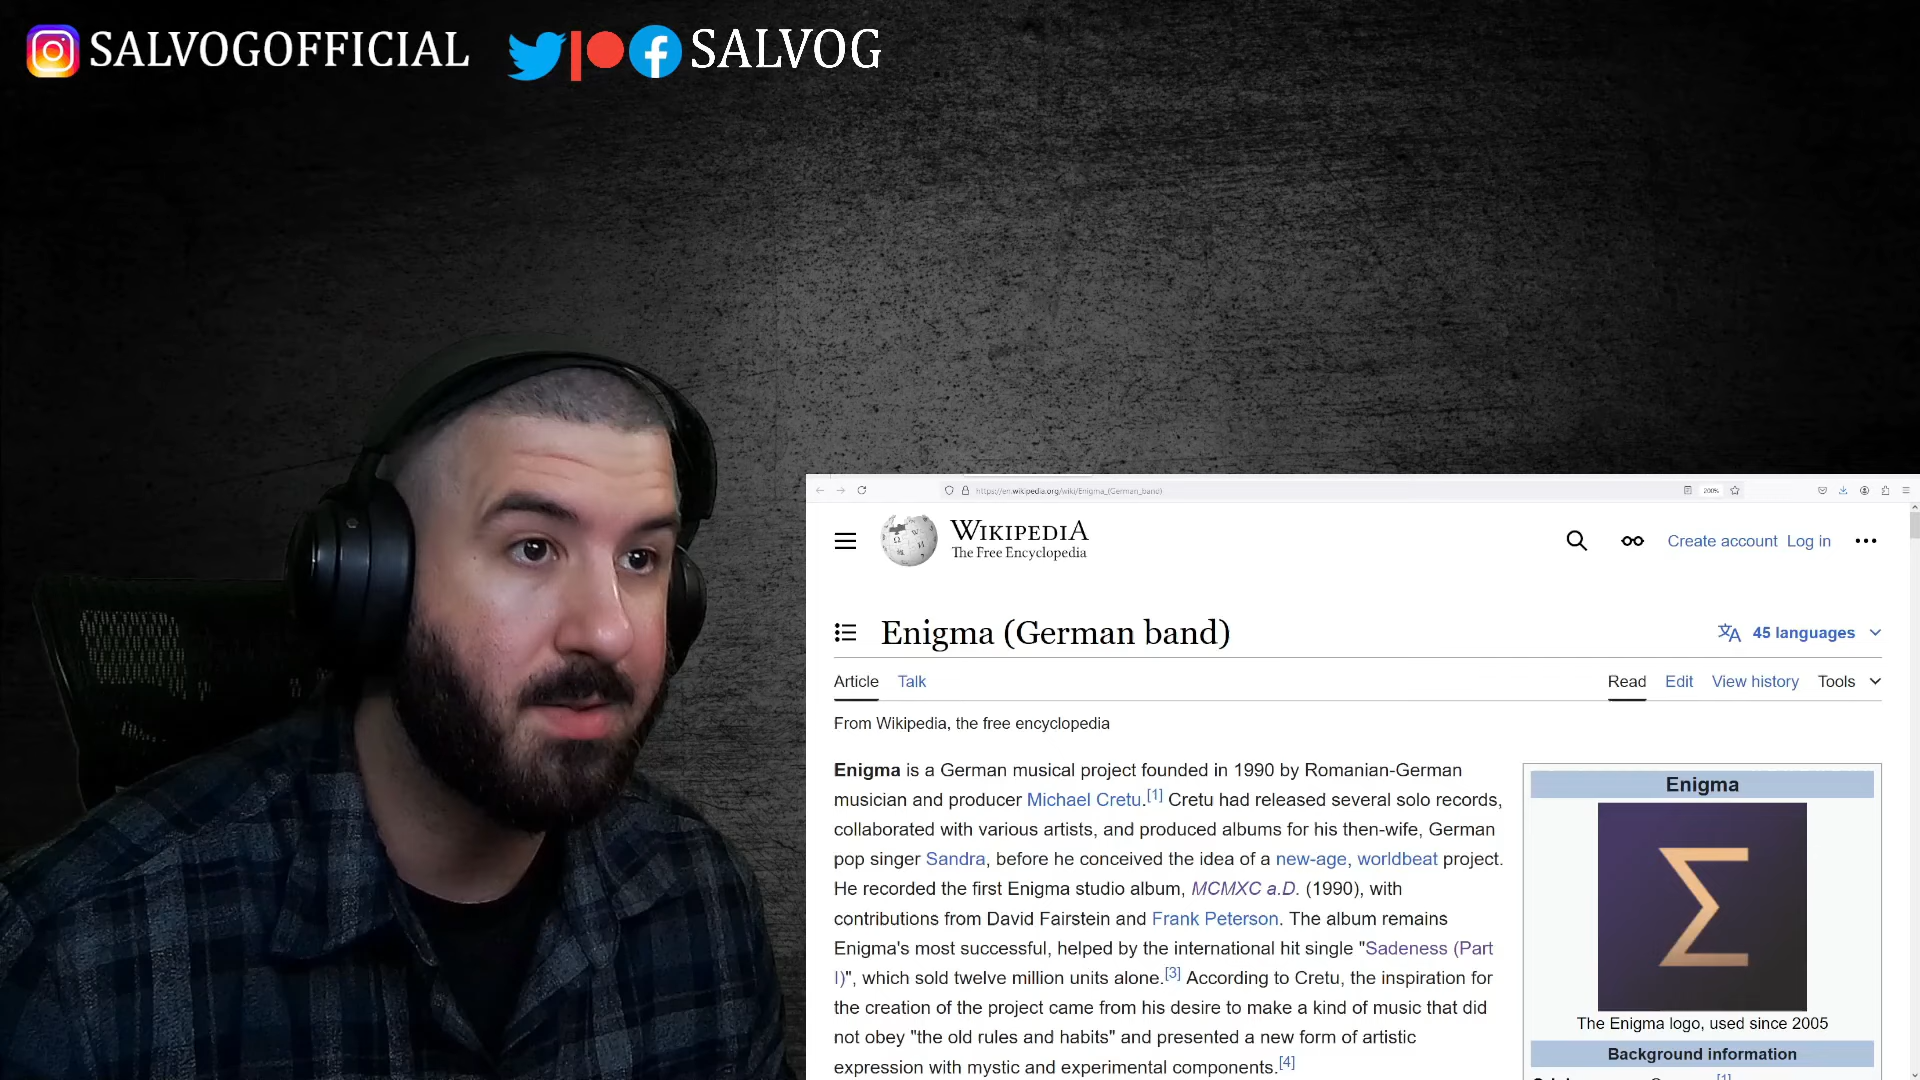 SALVOGOFFICIAL
SALVOG
https://en.wikipedia.org/wiki/Enigma_(German_band)
200%
WIKIPEDIA
The Free Encyclopedia
Create account Log in
Enigma (German band)
45 languages
Article Talk
Read Edit View history Tools
From Wikipedia, the free encyclopedia
Enigma is a German musical project founded in 1990 by Romanian-German
musician and producer Michael Cretu.[1] Cretu had released several solo records,
collaborated with various artists, and produced albums for his then-wife, German
pop singer Sandra, before he conceived the idea of a new-age, worldbeat project.
He recorded the first Enigma studio album, MCMXC a.D. (1990), with
contributions from David Fairstein and Frank Peterson. The album remains
Enigma's most successful, helped by the international hit single "Sadeness (Part
I)", which sold twelve million units alone.[3] According to Cretu, the inspiration for
the creation of the project came from his desire to make a kind of music that did
not obey "the old rules and habits" and presented a new form of artistic
expression with mystic and experimental components.[4]
Enigma
Σ
The Enigma logo, used since 2005
Background information